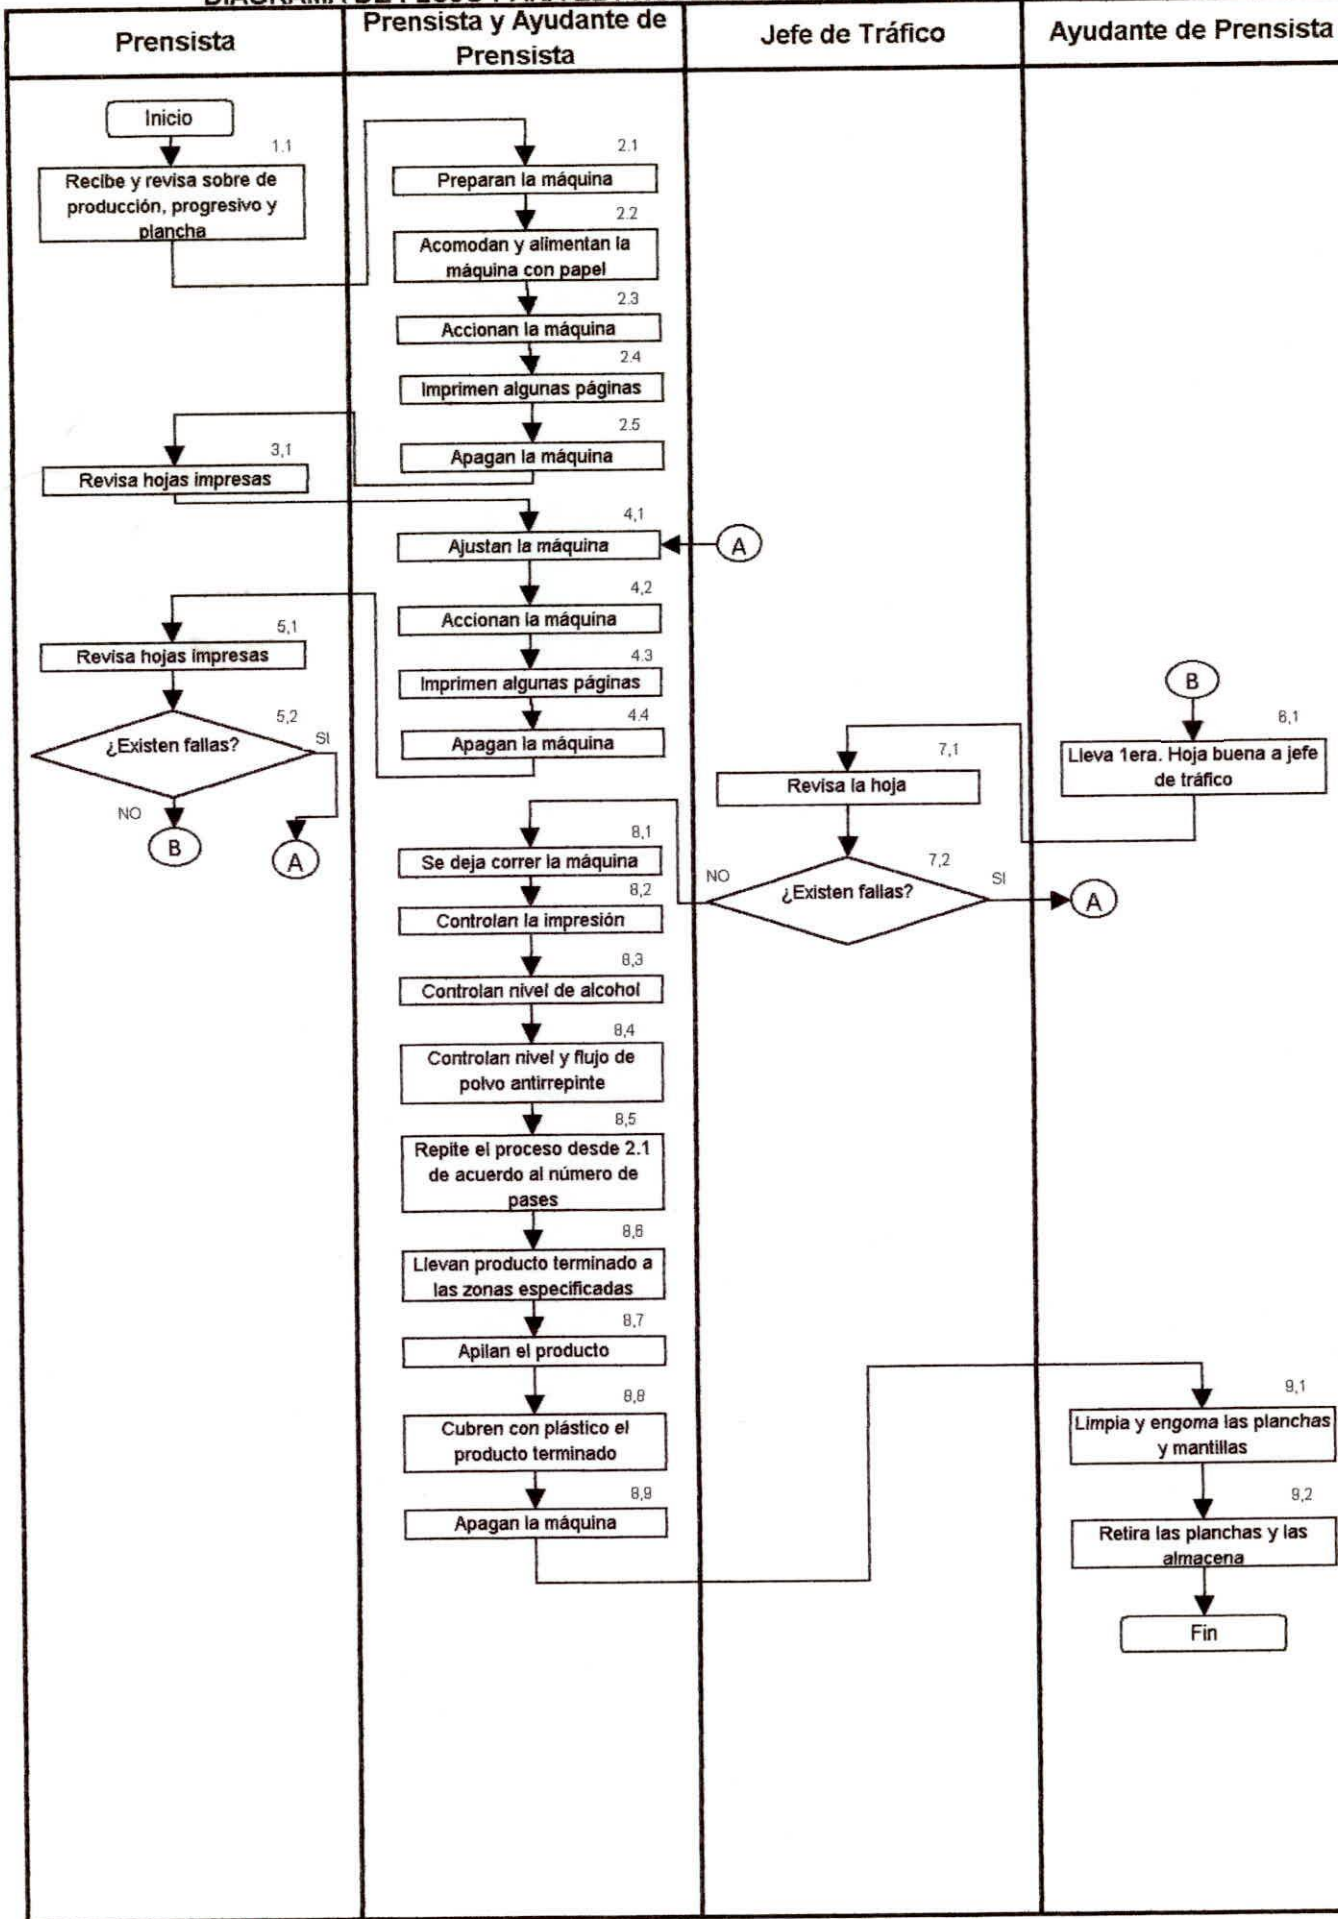 DIAGRAMA DE FLUJO PARA EL
Prensista
Prensista y Ayudante de
Prensista
Jefe de Tráfico
Ayudante de Prensista
Inicio
1.1
Recibe y revisa sobre de
producción, progresivo y
plancha
2.1
Preparan la máquina
2.2
Acomodan y alimentan la
máquina con papel
2.3
Accionan la máquina
2.4
Imprimen algunas páginas
2.5
Apagan la máquina
3,1
Revisa hojas impresas
4,1
Ajustan la máquina
A
4,2
Accionan la máquina
4.3
Imprimen algunas páginas
4.4
Apagan la máquina
5,1
Revisa hojas impresas
5,2
¿Existen fallas?
SI
NO
B
A
B
6,1
Lleva 1era. Hoja buena a jefe
de tráfico
7,1
Revisa la hoja
7,2
¿Existen fallas?
NO
SI
A
8,1
Se deja correr la máquina
8,2
Controlan la impresión
8,3
Controlan nivel de alcohol
8,4
Controlan nivel y flujo de
polvo antirrepinte
8,5
Repite el proceso desde 2.1
de acuerdo al número de
pases
8,6
Llevan producto terminado a
las zonas especificadas
8,7
Apilan el producto
8,8
Cubren con plástico el
producto terminado
8,9
Apagan la máquina
9,1
Limpia y engoma las planchas
y mantillas
9,2
Retira las planchas y las
almacena
Fin